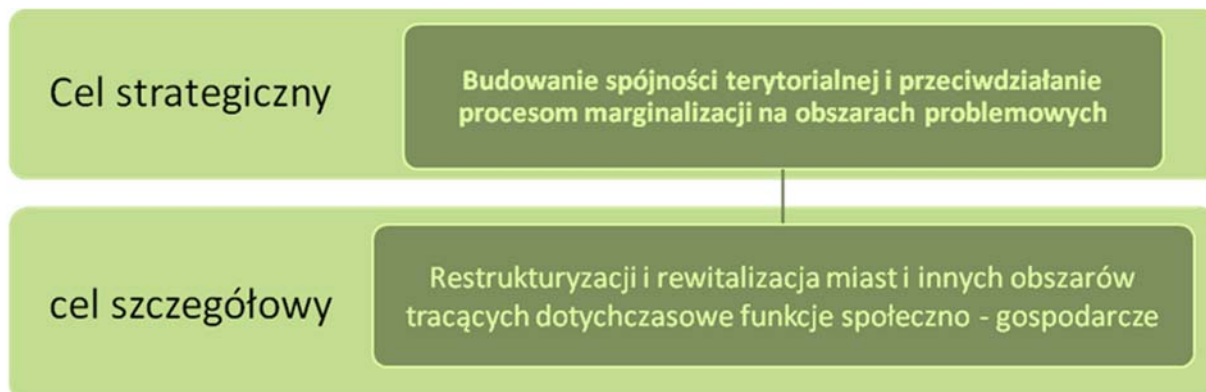 Cel strategiczny
Budowanie spójności terytorialnej i przeciwdziałanie
procesom marginalizacji na obszarach problemowych
cel szczegółowy
Restrukturyzacji i rewitalizacja miast i innych obszarów
tracących dotychczasowe funkcje społeczno - gospodarcze